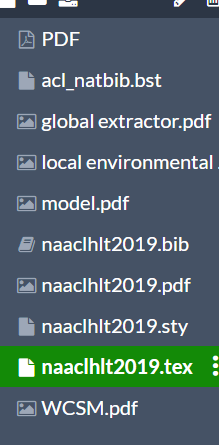 PDF
acl_natbib.bst
global extractor.pdf
local environmental .
model.pdf
naaclhlt2019.bib
naaclhlt2019.pdf
naaclhlt2019.sty
naaclhlt2019.tex
WCSM.pdf